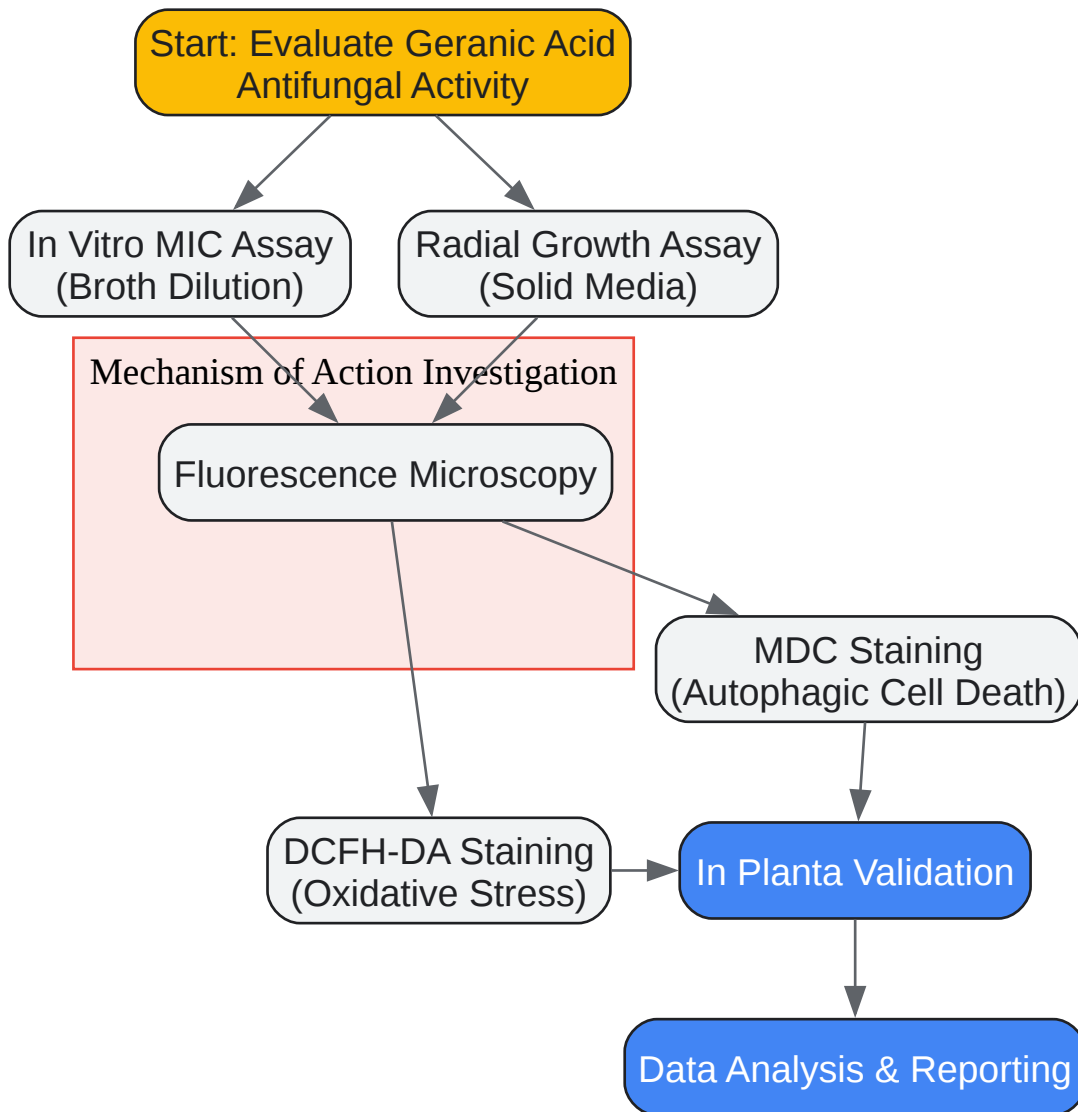 Start: Evaluate Geranic Acid
Antifungal Activity
In Vitro MIC Assay
(Broth Dilution)
Radial Growth Assay
(Solid Media)
Mechanism of Action Investigation
Fluorescence Microscopy
MDC Staining
(Autophagic Cell Death)
DCFH-DA Staining
(Oxidative Stress)
In Planta Validation
Data Analysis & Reporting